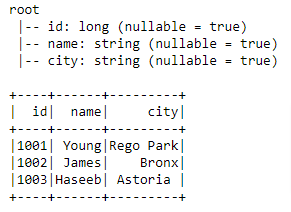 root
 |-- id: long (nullable = true)
 |-- name: string (nullable = true)
 |-- city: string (nullable = true)

+----+------+---------+
|  id|  name|     city|
+----+------+---------+
|1001| Young|Rego Park|
|1002| James|    Bronx|
|1003|Haseeb| Astoria |
+----+------+---------+